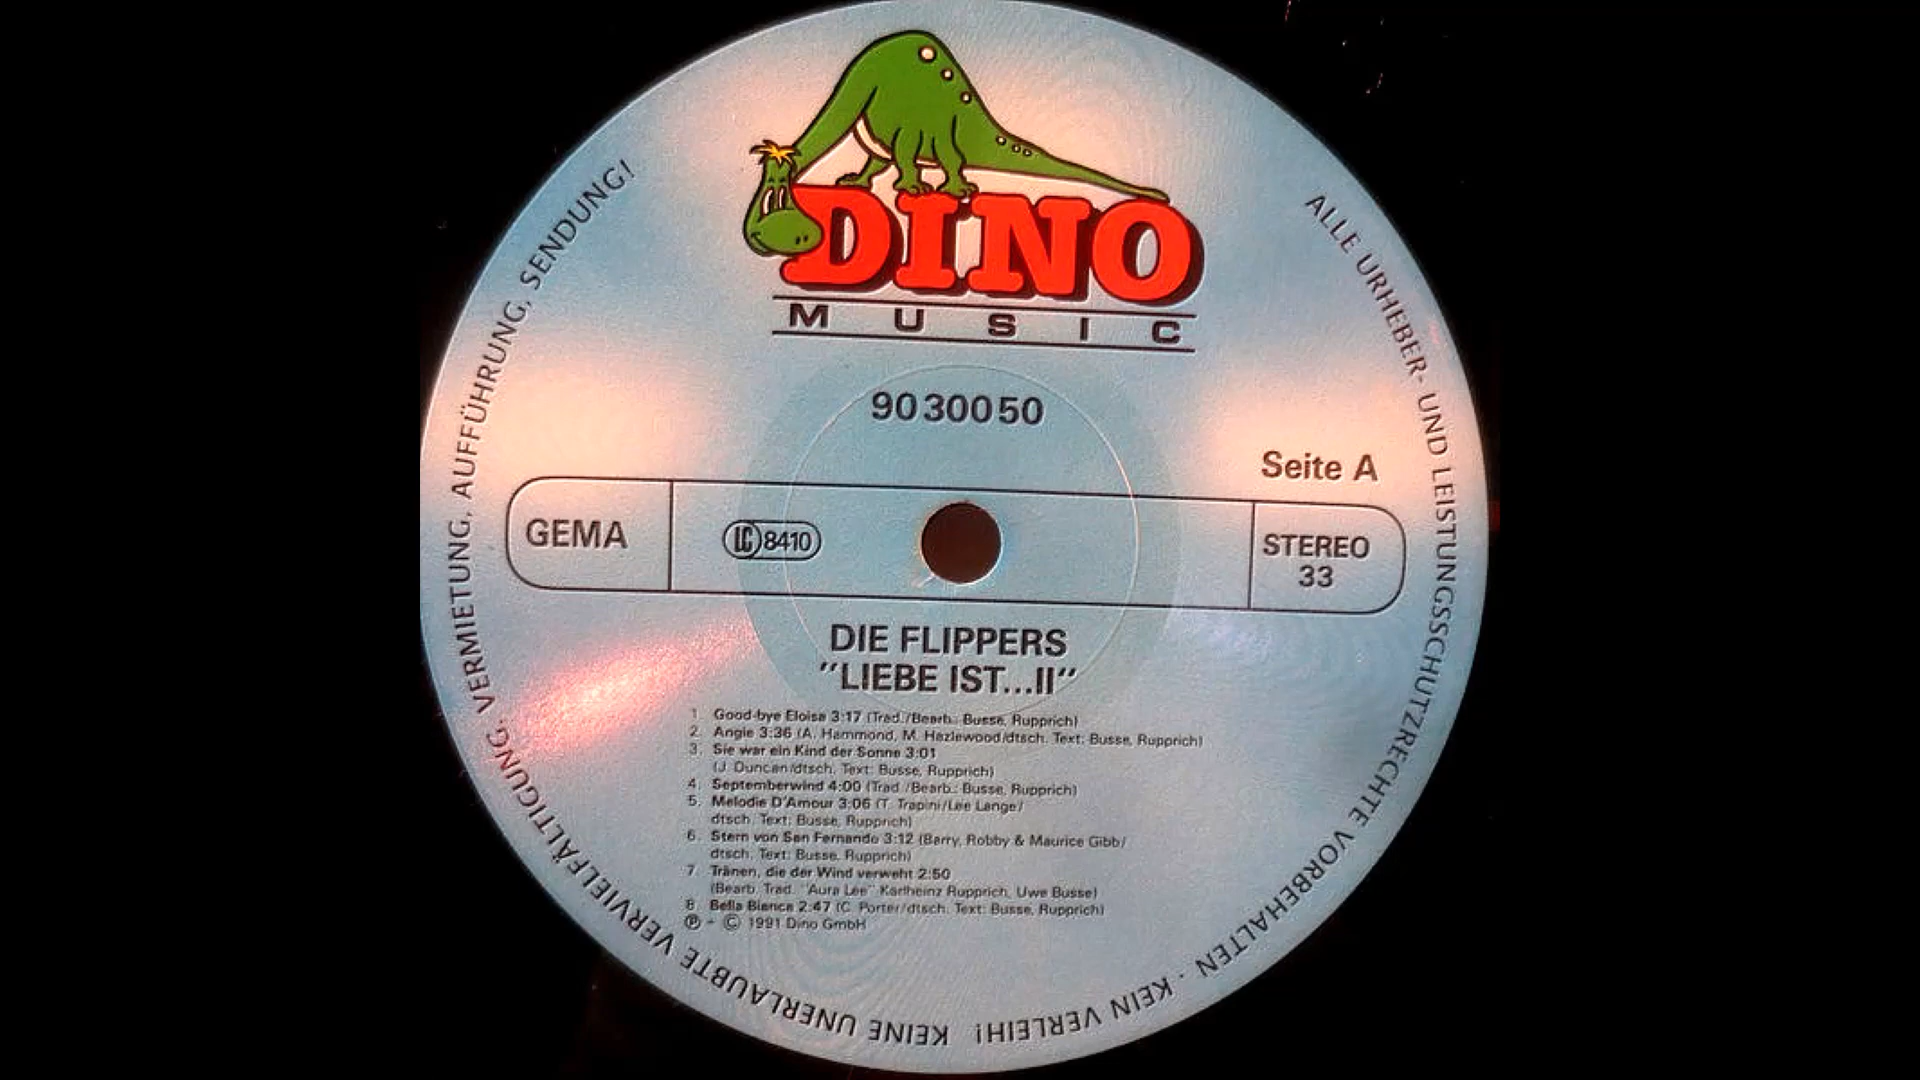 DINO
MUSIC
90 300 50
Seite A
GEMA
LC 8410
STEREO
33
DIE FLIPPERS
"LIEBE IST...II"
1. Good-bye Eloise 3:17 (Trad./Bearb.: Busse, Rupprich)
2. Angie 3:36 (A. Hammond, M. Hazlewood/dtsch. Text: Busse, Rupprich)
3. Sie war ein Kind der Sonne 3:01
(J. Duncan/dtsch. Text: Busse, Rupprich)
4. Septemberwind 4:00 (Trad./Bearb.: Busse, Rupprich)
5. Melodie D'Amour 3:06 (T. Trapini/Lee Lange/
dtsch. Text: Busse, Rupprich)
6. Stern von San Fernando 3:12 (Barry, Robby & Maurice Gibb/
dtsch. Text: Busse, Rupprich)
7. Tränen, die der Wind verweht 2:50
(Bearb. Trad. "Aura Lee" Karlheinz Rupprich, Uwe Busse)
8. Bella Bianca 2:47 (C. Porter/dtsch. Text: Busse, Rupprich)
Ⓟ - © 1991 Dino GmbH
ALLE URHEBER- UND LEISTUNGSSCHUTZRECHTE VORBEHALTEN · KEIN VERLEIH!
KEINE UNERLAUBTE VERVIELFÄLTIGUNG, VERMIETUNG, AUFFÜHRUNG, SENDUNG!